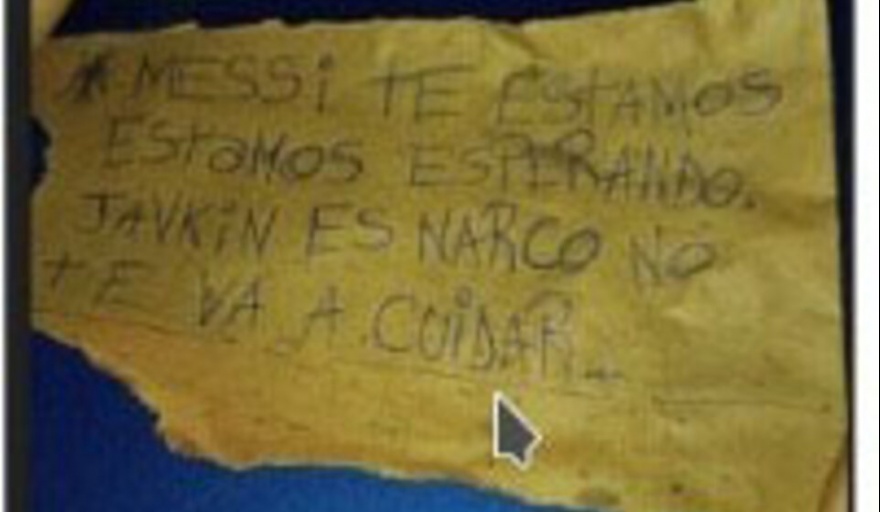 * MESSi TE EStAMOS
EStaMOS ESPERANDO.
JAVKiN ES NARCO NO
tE VA A CUiDAR...